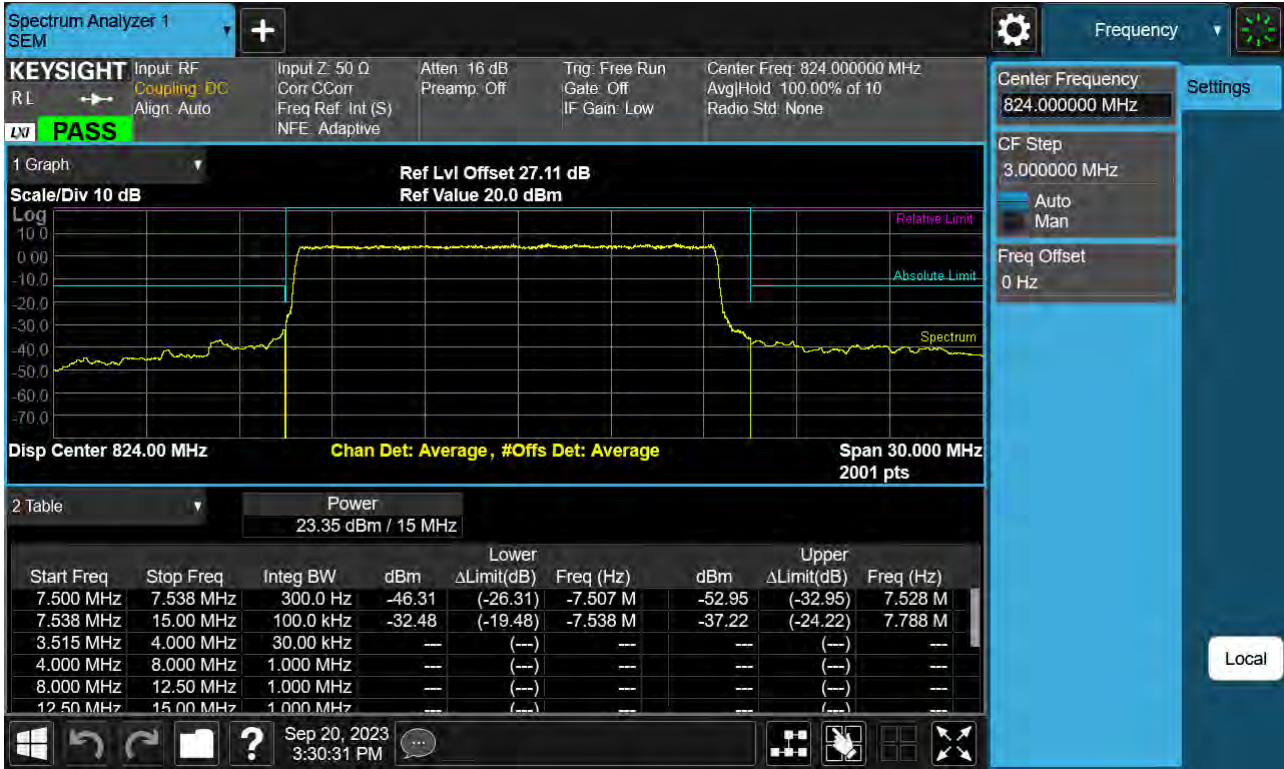 Spectrum Analyzer 1
SEM
Frequency
KEYSIGHT
RL
LXI
PASS
Input: RF
Coupling: DC
Align: Auto
Input Z: 50 Ω
Corr CCorr
Freq Ref: Int (S)
NFE: Adaptive
Atten: 16 dB
Preamp: Off
Trig: Free Run
Gate: Off
IF Gain: Low
Center Freq: 824.000000 MHz
Avg|Hold: 100.00% of 10
Radio Std: None
Center Frequency
824.000000 MHz
Settings
CF Step
3.000000 MHz
Auto
Man
Freq Offset
0 Hz
1 Graph
Ref Lvl Offset 27.11 dB
Scale/Div 10 dB
Ref Value 20.0 dBm
Log
10.0
0.00
-10.0
-20.0
-30.0
-40.0
-50.0
-60.0
-70.0
Relative Limit
Absolute Limit
Spectrum
Disp Center 824.00 MHz
Chan Det: Average , #Offs Det: Average
Span 30.000 MHz
2001 pts
2 Table
Power
23.35 dBm / 15 MHz
Lower Upper
Start Freq Stop Freq Integ BW dBm ΔLimit(dB) Freq (Hz) dBm ΔLimit(dB) Freq (Hz)
7.500 MHz 7.538 MHz 300.0 Hz -46.31 (-26.31) -7.507 M -52.95 (-32.95) 7.528 M
7.538 MHz 15.00 MHz 100.0 kHz -32.48 (-19.48) -7.538 M -37.22 (-24.22) 7.788 M
3.515 MHz 4.000 MHz 30.00 kHz --- (---) --- --- (---) ---
4.000 MHz 8.000 MHz 1.000 MHz --- (---) --- --- (---) ---
8.000 MHz 12.50 MHz 1.000 MHz --- (---) --- --- (---) ---
12.50 MHz 15.00 MHz 1.000 MHz --- (---) --- --- (---) ---
Local
?
Sep 20, 2023
3:30:31 PM